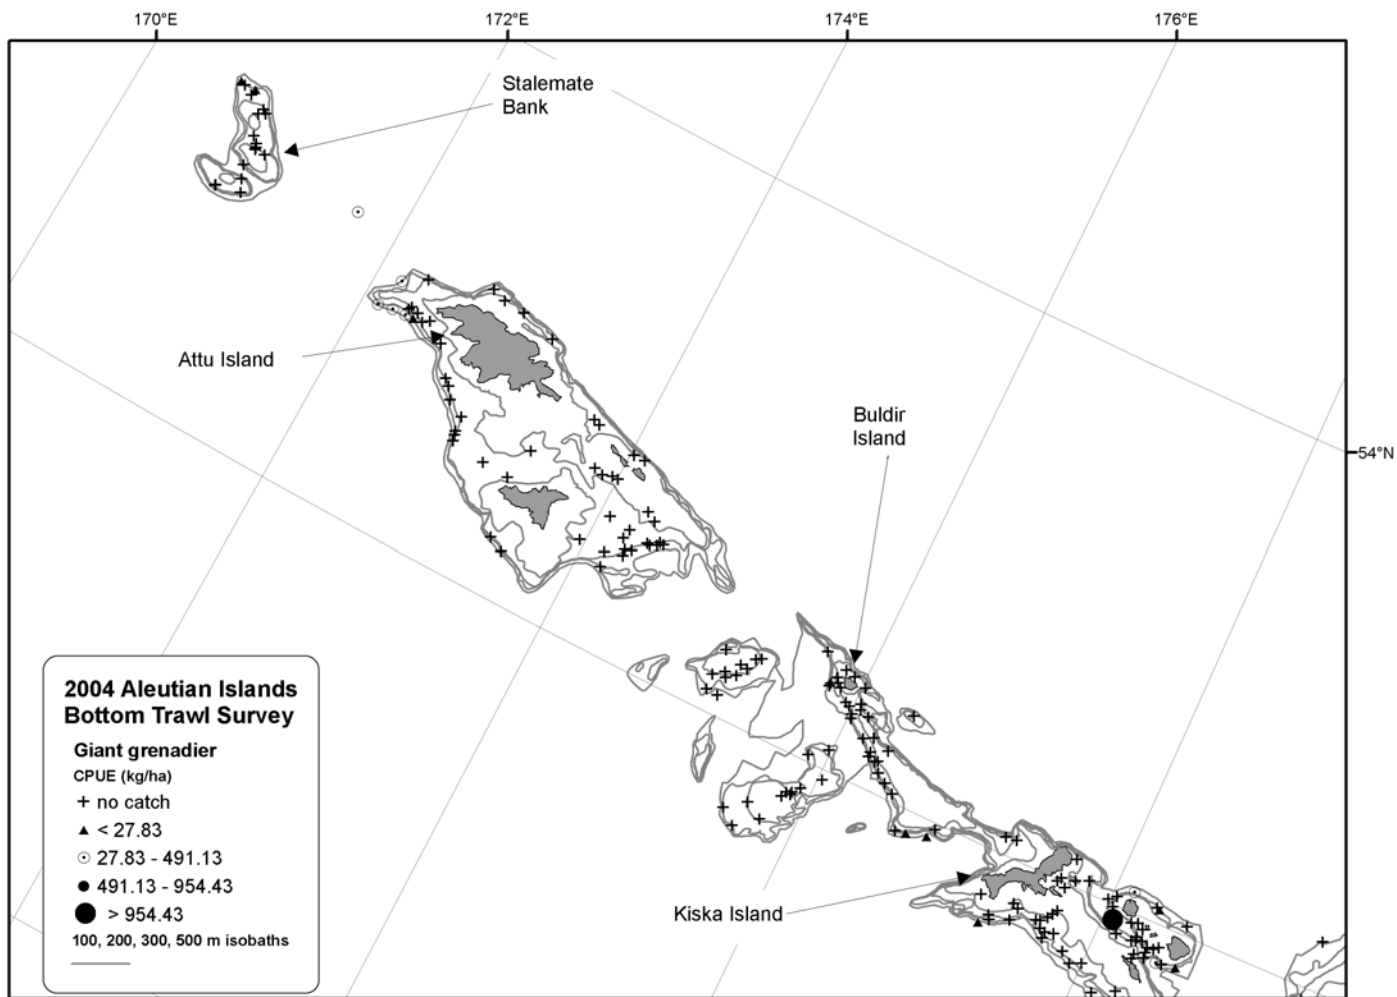 170°E
172°E
174°E
176°E
Stalemate
Bank
Attu Island
Buldir
Island
54°N
Kiska Island
2004 Aleutian Islands
Bottom Trawl Survey
Giant grenadier
CPUE (kg/ha)
no catch
< 27.83
27.83 - 491.13
491.13 - 954.43
> 954.43
100, 200, 300, 500 m isobaths